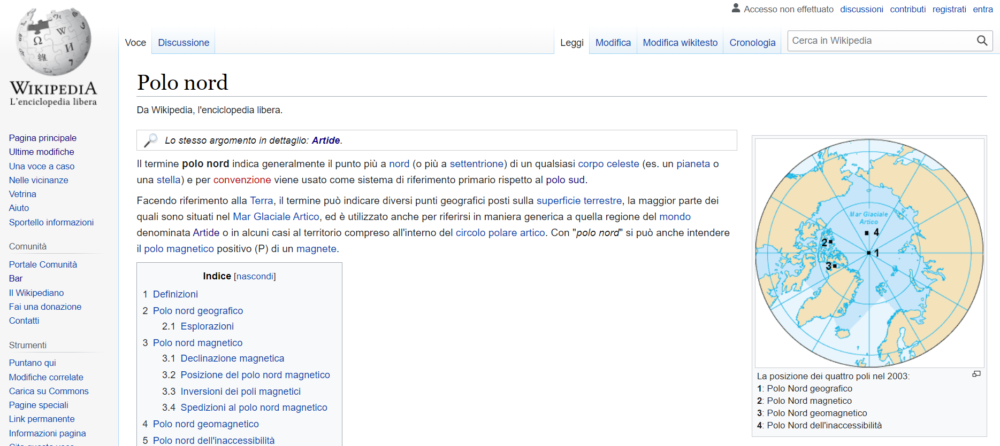 Accesso non effettuato discussioni contributi registrati entra
Voce Discussione Leggi Modifica Modifica wikitesto Cronologia Cerca in Wikipedia
WIKIPEDIA
L'enciclopedia libera
Pagina principale
Ultime modifiche
Una voce a caso
Nelle vicinanze
Vetrina
Aiuto
Sportello informazioni
Comunità
Portale Comunità
Bar
Il Wikipediano
Fai una donazione
Contatti
Strumenti
Puntano qui
Modifiche correlate
Carica su Commons
Pagine speciali
Link permanente
Informazioni pagina
Cita questa voce
Polo nord
Da Wikipedia, l'enciclopedia libera.
Lo stesso argomento in dettaglio: Artide.
Il termine polo nord indica generalmente il punto più a nord (o più a settentrione) di un qualsiasi corpo celeste (es. un pianeta o
una stella) e per convenzione viene usato come sistema di riferimento primario rispetto al polo sud.
Facendo riferimento alla Terra, il termine può indicare diversi punti geografici posti sulla superficie terrestre, la maggior parte dei
quali sono situati nel Mar Glaciale Artico, ed è utilizzato anche per riferirsi in maniera generica a quella regione del mondo
denominata Artide o in alcuni casi al territorio compreso all'interno del circolo polare artico. Con "polo nord" si può anche intendere
il polo magnetico positivo (P) di un magnete.
Indice [nascondi]
1 Definizioni
2 Polo nord geografico
2.1 Esplorazioni
3 Polo nord magnetico
3.1 Declinazione magnetica
3.2 Posizione del polo nord magnetico
3.3 Inversioni dei poli magnetici
3.4 Spedizioni al polo nord magnetico
4 Polo nord geomagnetico
5 Polo nord dell'inaccessibilità
Mar Glaciale
Artico
4
2
1
3
La posizione dei quattro poli nel 2003:
1: Polo Nord geografico
2: Polo Nord magnetico
3: Polo Nord geomagnetico
4: Polo Nord dell'inaccessibilità